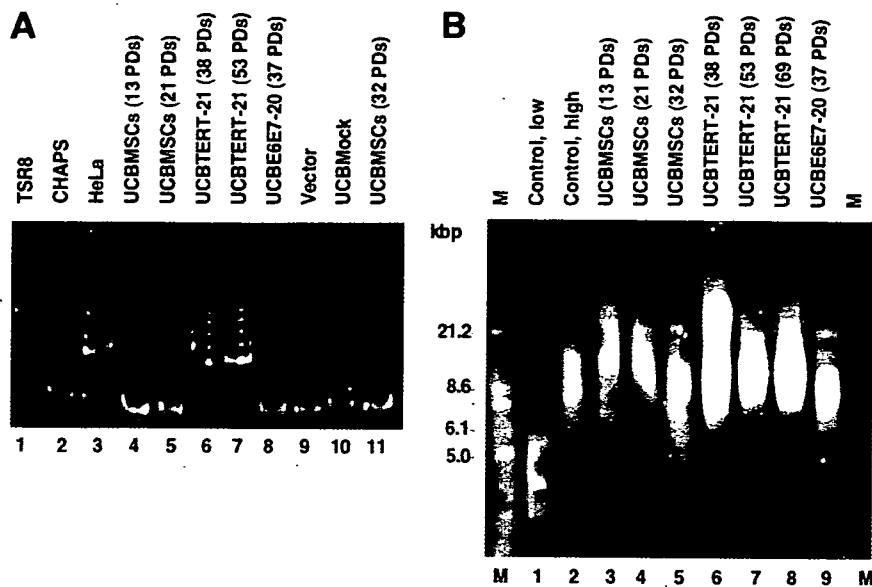 A
TSR8
CHAPS
HeLa
UCBMSCs (13 PDs)
UCBMSCs (21 PDs)
UCBTERT-21 (38 PDs)
UCBTERT-21 (53 PDs)
UCBE6E7-20 (37 PDs)
Vector
UCBMock
UCBMSCs (32 PDs)
1 2 3 4 5 6 7 8 9 10 11
B
M
Control, low
Control, high
UCBMSCs (13 PDs)
UCBMSCs (21 PDs)
UCBMSCs (32 PDs)
UCBTERT-21 (38 PDs)
UCBTERT-21 (53 PDs)
UCBTERT-21 (69 PDs)
UCBE6E7-20 (37 PDs)
M
kbp
21.2
8.6
6.1
5.0
M 1 2 3 4 5 6 7 8 9 M